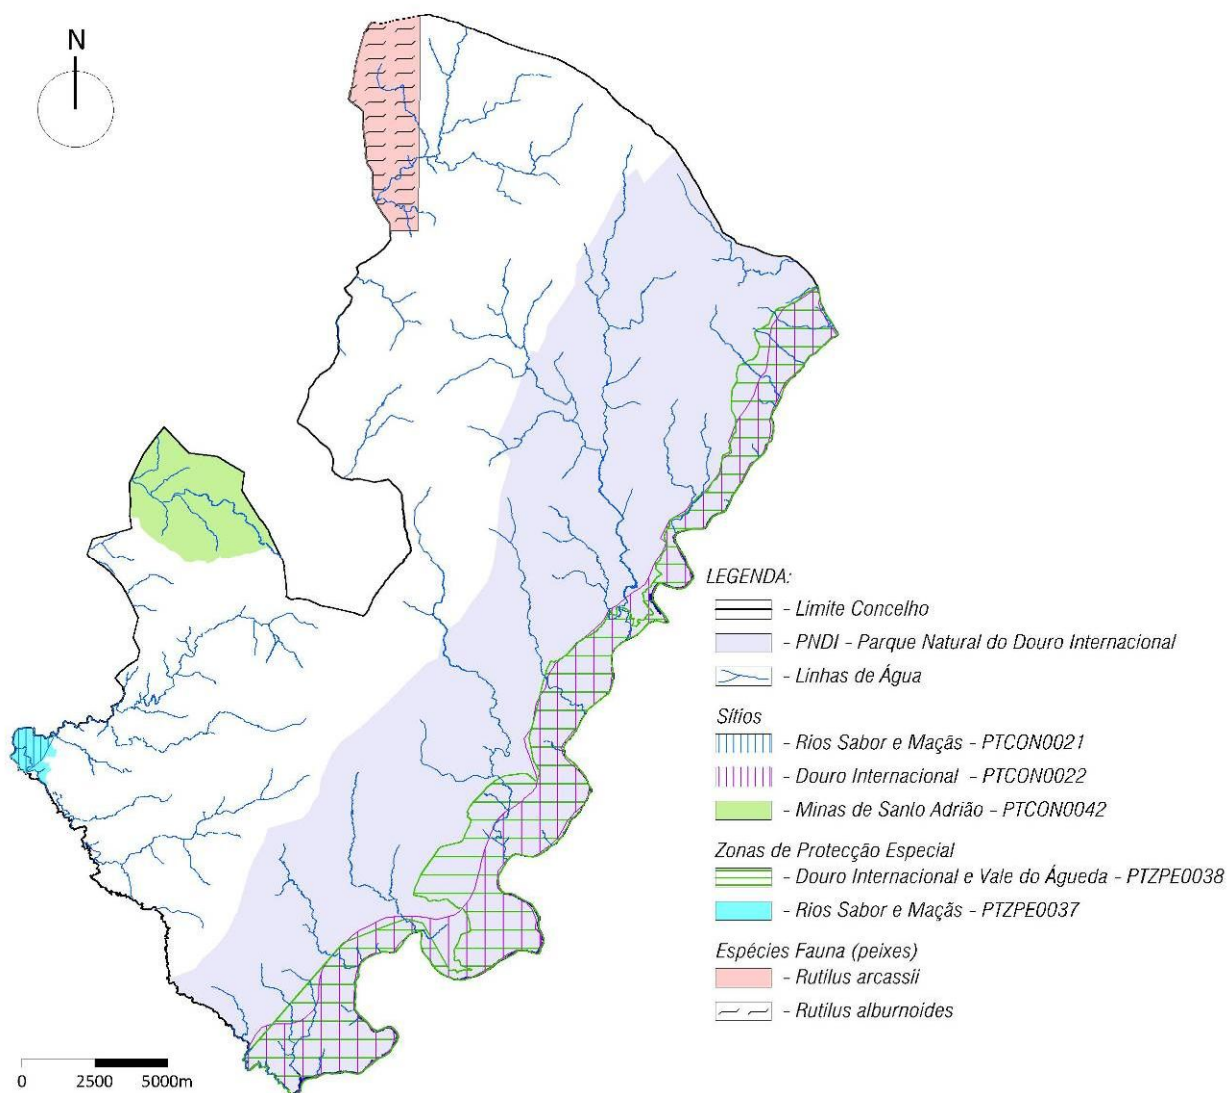 N
LEGENDA:
- Limite Concelho
- PNDI - Parque Natural do Douro Internacional
- Linhas de Água
Sítios
- Rios Sabor e Maçãs - PTCON0021
- Douro Internacional - PTCON0022
- Minas de Santo Adrião - PTCON0042
Zonas de Protecção Especial
- Douro Internacional e Vale do Águeda - PTZPE0038
- Rios Sabor e Maçãs - PTZPE0037
Espécies Fauna (peixes)
- Rutilus arcassii
- Rutilus alburnoides
0 2500 5000m